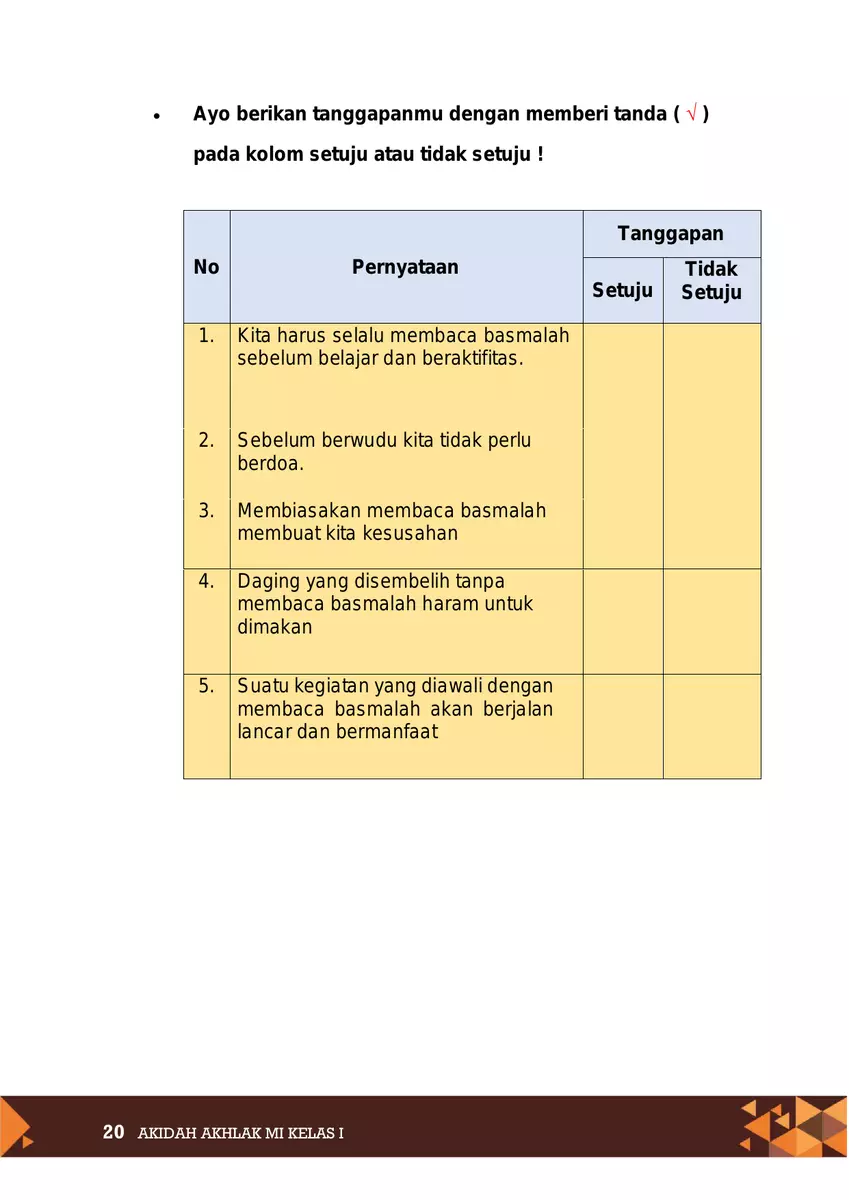 • Ayo berikan tanggapanmu dengan memberi tanda ( √ )
pada kolom setuju atau tidak setuju !
Tanggapan
No Pernyataan
Setuju Tidak
Setuju
1. Kita harus selalu membaca basmalah
sebelum belajar dan beraktifitas.
2. Sebelum berwudu kita tidak perlu
berdoa.
3. Membiasakan membaca basmalah
membuat kita kesusahan
4. Daging yang disembelih tanpa
membaca basmalah haram untuk
dimakan
5. Suatu kegiatan yang diawali dengan
membaca basmalah akan berjalan
lancar dan bermanfaat
20 AKIDAH AKHLAK MI KELAS I